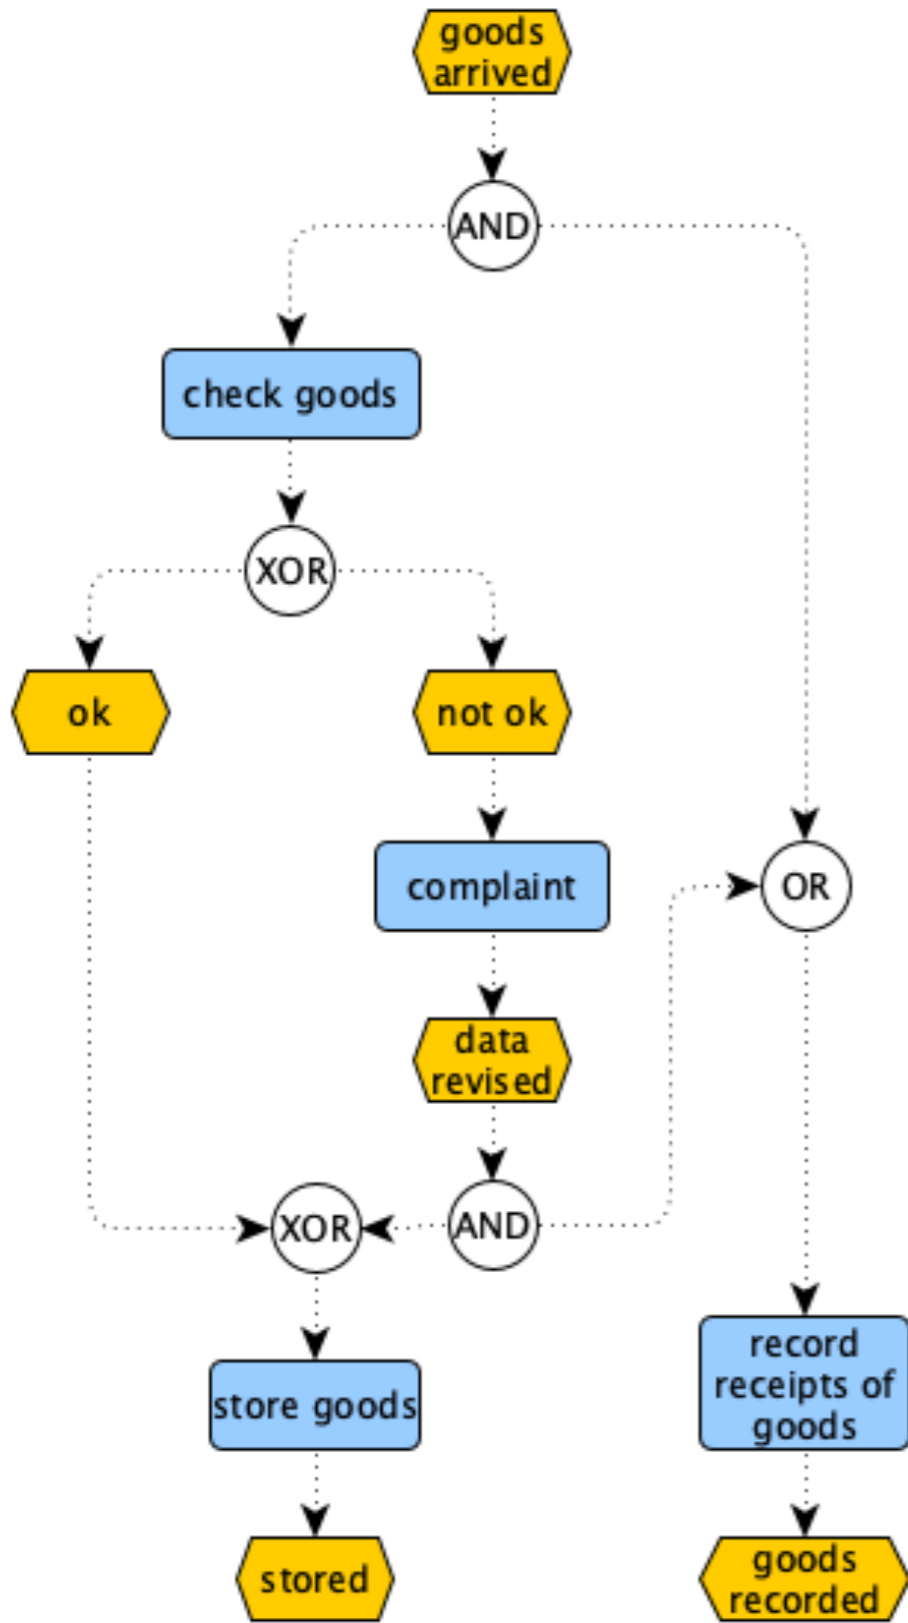 goods
arrived
AND
check goods
XOR
ok
not ok
complaint
OR
data
revised
XOR
AND
record
receipts of
goods
store goods
stored
goods
recorded